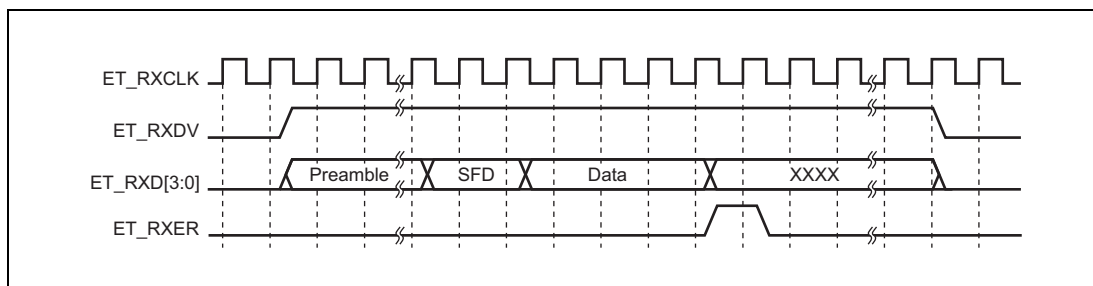 ET_RXCLK
ET_RXDV
ET_RXD[3:0] Preamble SFD Data XXXX
ET_RXER